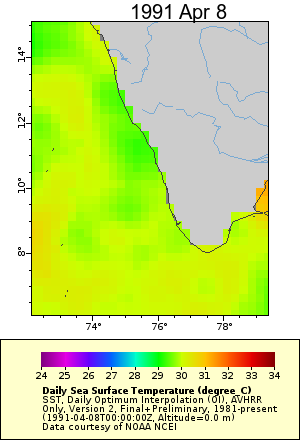 1991 Apr 8
14°
12°
10°
8°
74°
76°
78°
24 25 26 27 28 29 30 31 32 33 34
Daily Sea Surface Temperature (degree_C)
SST, Daily Optimum Interpolation (OI), AVHRR
Only, Version 2, Final+Preliminary, 1981-present
(1991-04-08T00:00:00Z, Altitude=0.0 m)
Data courtesy of NOAA NCEI